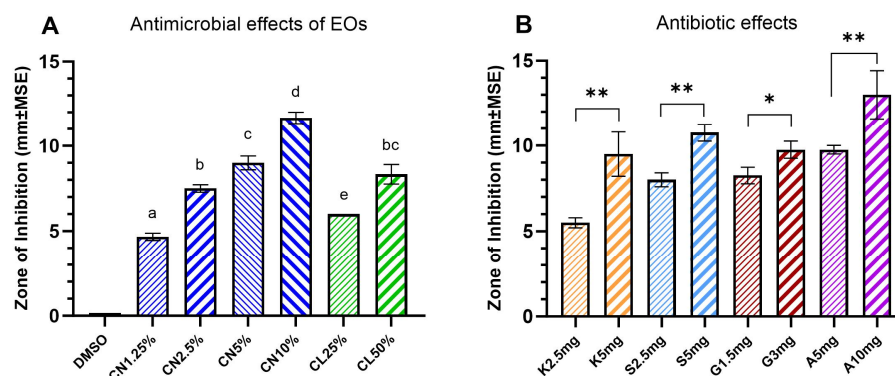 A
Antimicrobial effects of EOs
Zone of Inhibition (mm±MSE)
15
10
5
0
a
b
c
d
e
bc
DMSO
CN1.25%
CN2.5%
CN5%
CN10%
CL25%
CL50%
B
Antibiotic effects
Zone of Inhibition (mm±MSE)
15
10
5
0
**
**
*
**
K2.5mg
K5mg
S2.5mg
S5mg
G1.5mg
G3mg
A5mg
A10mg